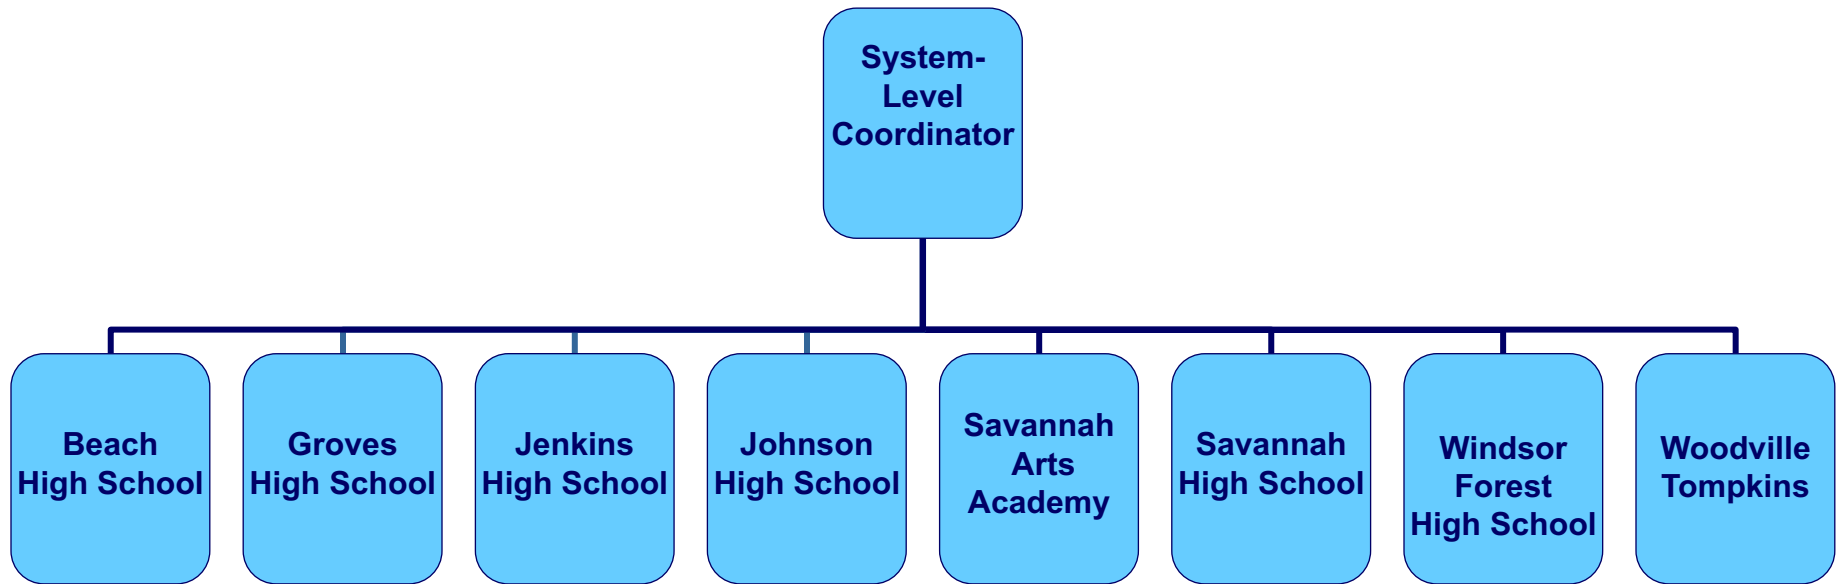 System-
Level
Coordinator
Beach
High School
Groves
High School
Jenkins
High School
Johnson
High School
Savannah
Arts
Academy
Savannah
High School
Windsor
Forest
High School
Woodville
Tompkins